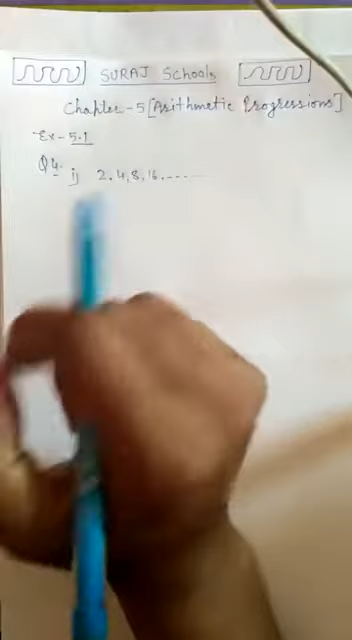 SURAJ Schools
Chapter-5 [Arithmetic Progressions]
Ex-5.1
Q4. i) 2, 4, 8, 16, -------